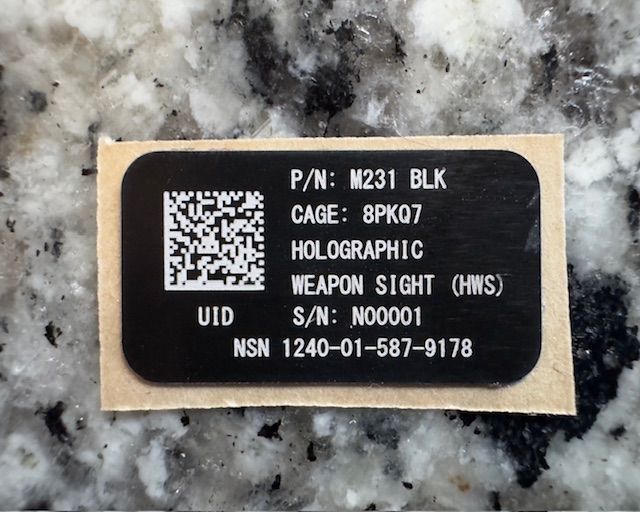 P/N: M231 BLK
CAGE: 8PKQ7
HOLOGRAPHIC
WEAPON SIGHT (HWS)
UID
S/N: N00001
NSN 1240-01-587-9178